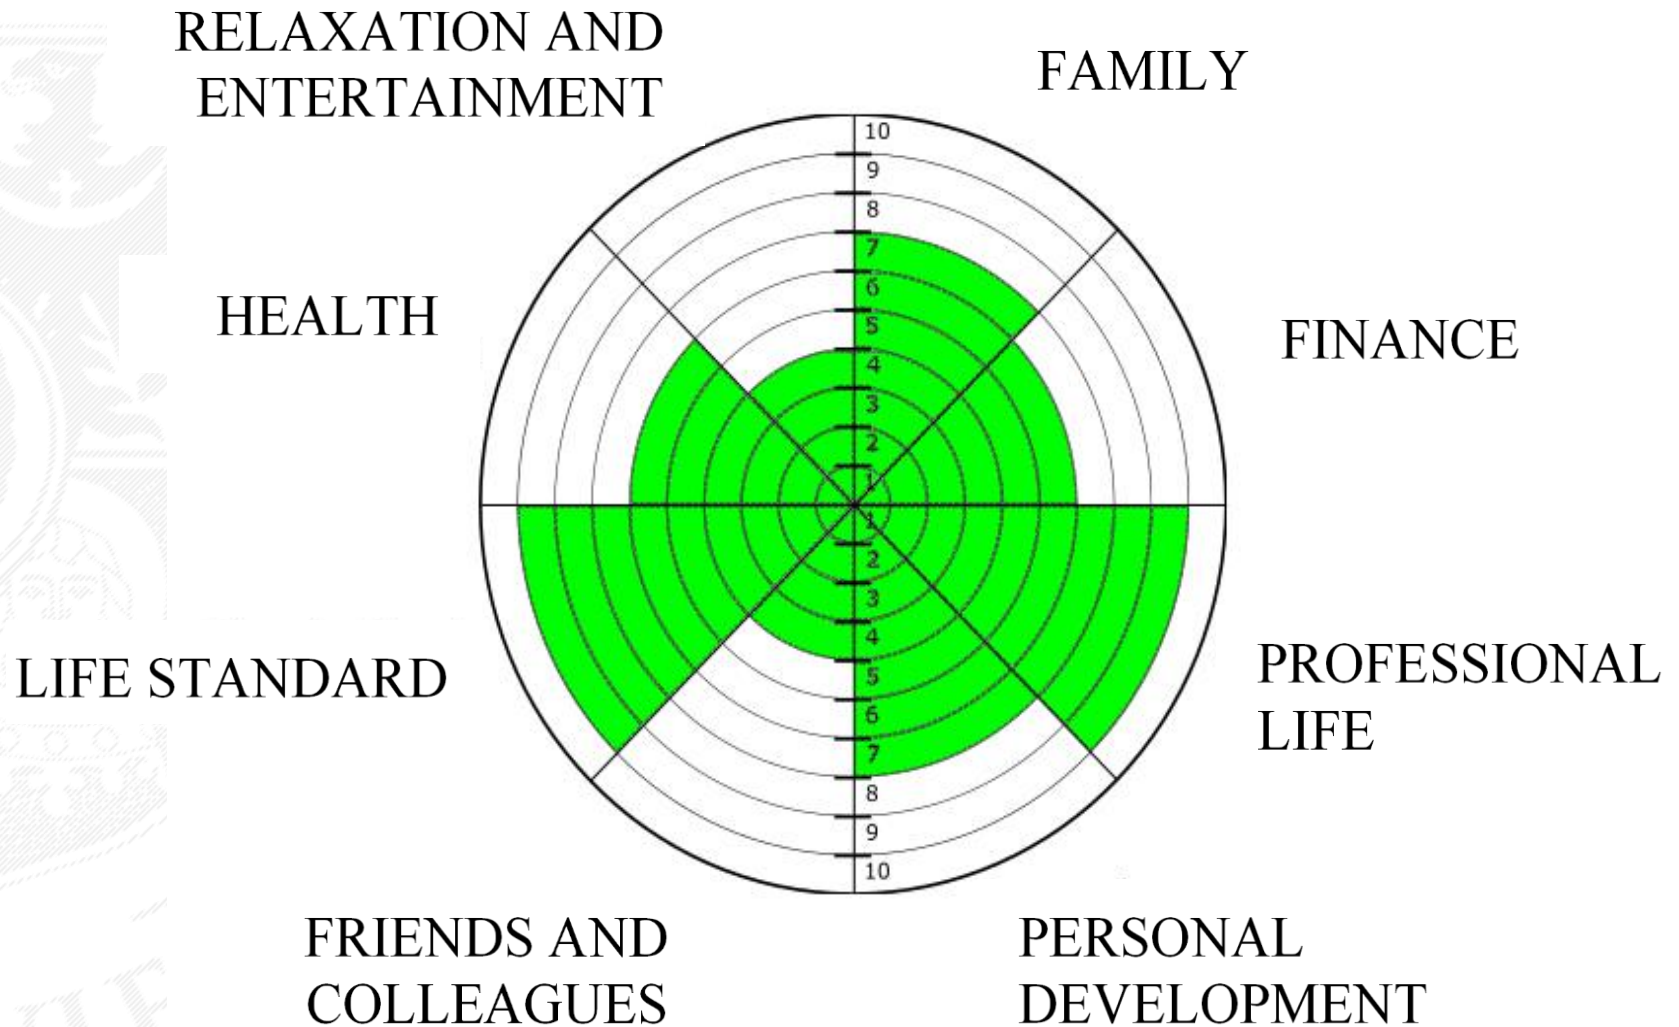 RELAXATION AND
ENTERTAINMENT
FAMILY
10
9
8
7
6
5
4
3
2
1
1
2
3
4
5
6
7
8
9
10
HEALTH
FINANCE
LIFE STANDARD
PROFESSIONAL
LIFE
FRIENDS AND
COLLEAGUES
PERSONAL
DEVELOPMENT